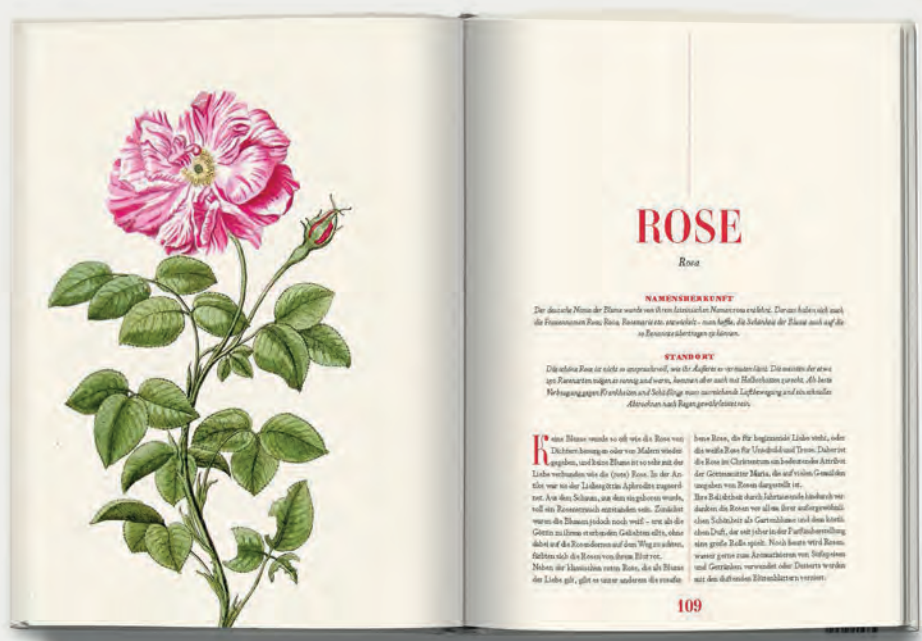 ROSE
Rosa
NAMENSHERKUNFT
Der deutsche Name der Blume wurde von ihrem lateinischen Namen rosa entlehnt. Daraus haben sich auch
die Frauennamen Rosa, Rosemarie etc. entwickelt – man hoffte, die Schönheit der Blume auch auf die
so Benannte übertragen zu können.
STANDORT
Die schöne Rose ist nicht so anspruchsvoll, wie ihr Äußeres es vermuten lässt. Die meisten der etwa
Rosenarten mögen es sonnig und warm, kommen aber auch mit Halbschatten zurecht. Als beste
Vorbeugung gegen Krankheiten und Schädlinge muss ausreichende Luftbewegung und ein schnelles
Abtrocknen nach Regen gewährleistet sein.
Keine Blume wurde so oft wie die Rose von
Dichtern besungen oder von Malern wieder-
gegeben, und keine Blume ist so sehr mit der
Liebe verbunden wie die (rote) Rose. In der An-
tike war sie der Liebesgöttin Aphrodite zugeord-
net. Aus dem Schaum, aus dem sie geboren wurde,
soll ein Rosenstrauch entstanden sein. Zunächst
waren die Blumen jedoch noch weiß – erst als die
Göttin zu ihrem sterbenden Geliebten eilte, ohne
dabei auf die Rosendornen auf dem Weg zu achten,
färbten sich die Rosen von ihrem Blut rot.
Neben der klassischen roten Rose, die als Blume
der Liebe gilt, gibt es unter anderem die rosafar-
bene Rose, die für beginnende Liebe steht, oder
die weiße Rose für Unschuld und Treue. Daher ist
die Rose im Christentum ein bedeutendes Attribut
der Gottesmutter Maria, die auf vielen Gemälden
umgeben von Rosen dargestellt ist.
Ihre Beliebtheit durch Jahrtausende hindurch ver-
danken die Rosen vor allem ihrer außergewöhnli-
chen Schönheit als Gartenblume und dem köstli-
chen Duft, der seit jeher in der Parfümherstellung
eine große Rolle spielt. Noch heute wird Rosen-
wasser gerne zum Aromatisieren von Süßspeisen
und Getränken verwendet oder Desserts werden
mit den duftenden Blütenblättern verziert.
109